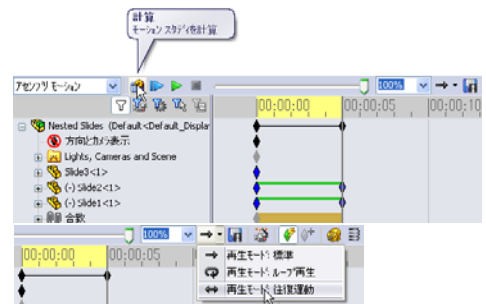 計算
モーション スタディを計算
アセンブリ モーション
100%
00:00:00 00:00:05 00:00:10
Nested Slides (Default<Default_Display
方向とカメラ表示
Lights, Cameras and Scene
Slide3<1>
(-) Slide2<1>
(-) Slide1<1>
合致
100%
00:00:00 00:00:05
再生モード: 標準
再生モード: ループ再生
再生モード: 往復運動